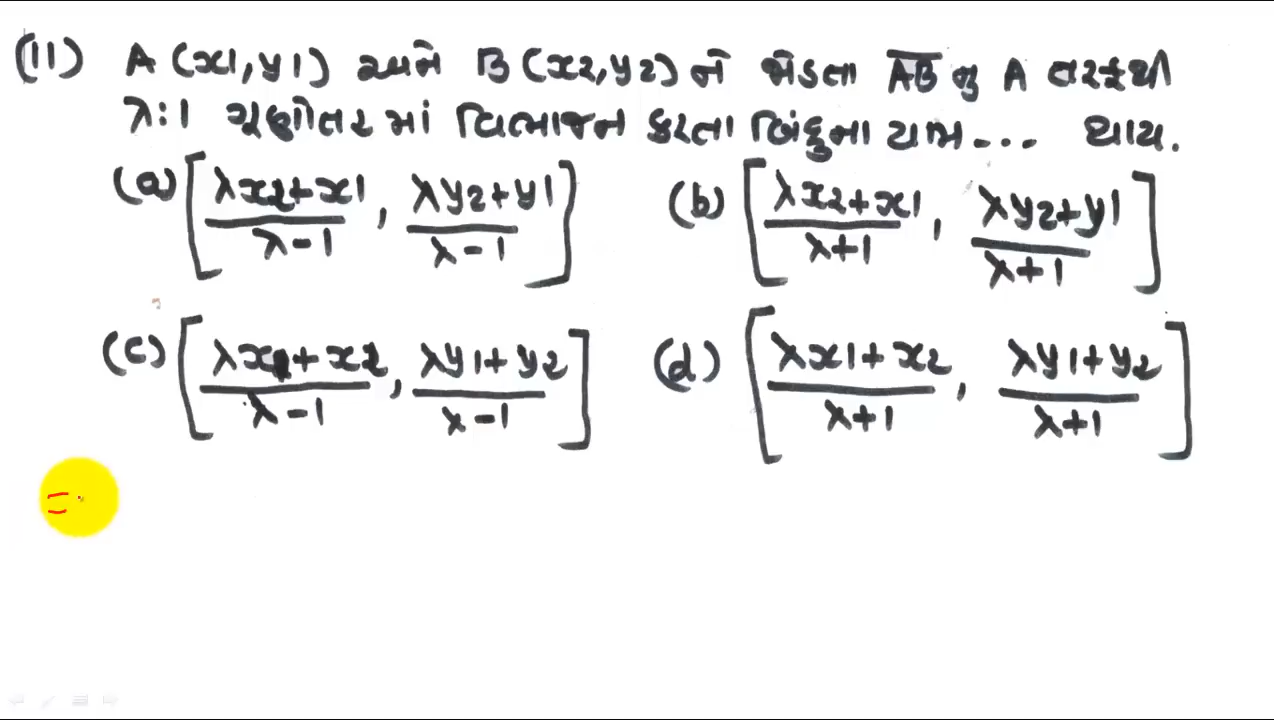 (11) A (x1,y1) અને B (x2,y2) ને જોડતા A̅B̅ નુ A તરફથી
λ:1 ગુણોતર માં વિભાજન કરતા બિંદુના યામ... થાય.
(a) [λx2+x1/λ-1, λy2+y1/λ-1] (b) [λx2+x1/λ+1, λy2+y1/λ+1]
(c) [λx1+x2/λ-1, λy1+y2/λ-1] (d) [λx1+x2/λ+1, λy1+y2/λ+1]
=